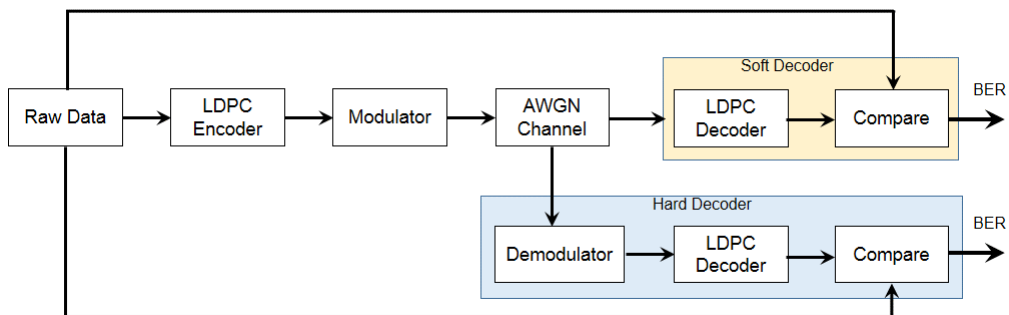 Soft Decoder
BER
Raw Data
LDPC
Encoder
Modulator
AWGN
Channel
LDPC
Decoder
Compare
Hard Decoder
BER
Demodulator
LDPC
Decoder
Compare